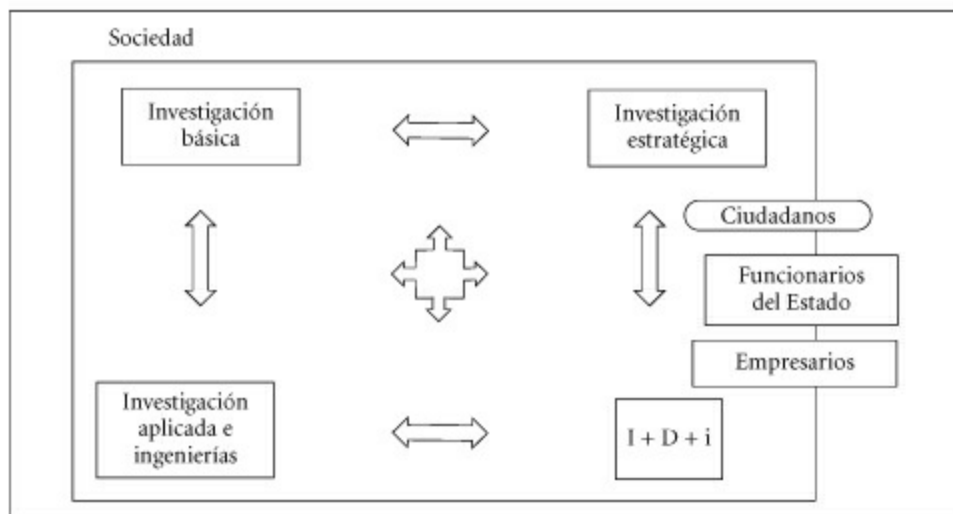 Sociedad
Investigación
básica
Investigación
estratégica
Ciudadanos
Funcionarios
del Estado
Empresarios
Investigación
aplicada e
ingenierías
I + D + i